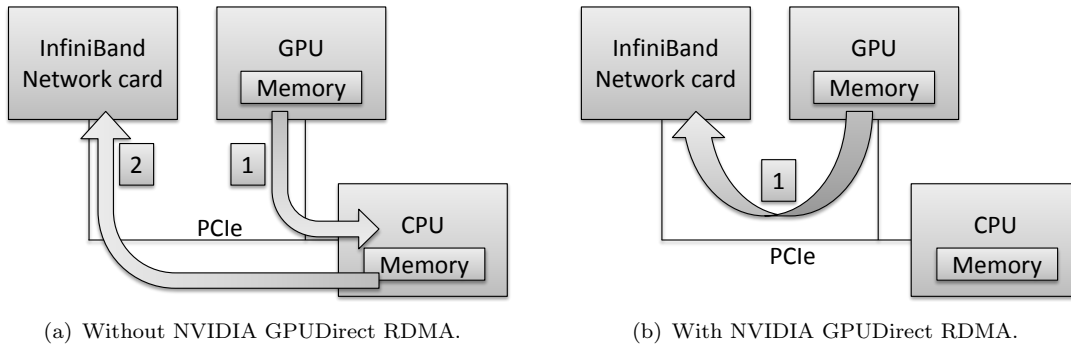 InfiniBand
Network card
GPU
Memory
2
1
CPU
PCIe
Memory
(a) Without NVIDIA GPUDirect RDMA.
InfiniBand
Network card
GPU
Memory
1
CPU
PCIe
Memory
(b) With NVIDIA GPUDirect RDMA.